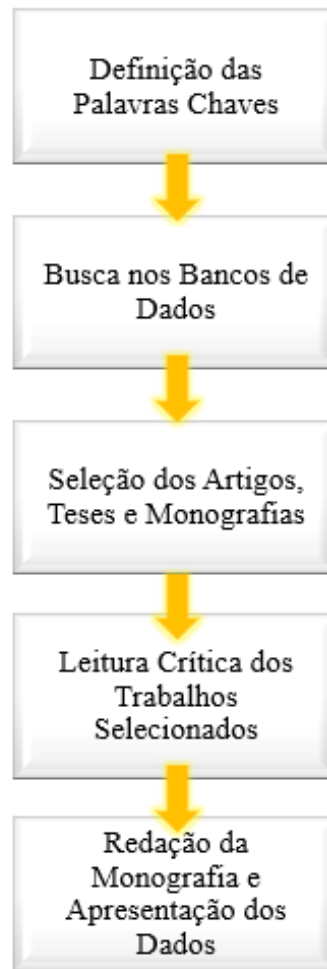 Definição das
Palavras Chaves
Busca nos Bancos de
Dados
Seleção dos Artigos,
Teses e Monografias
Leitura Crítica dos
Trabalhos
Selecionados
Redação da
Monografia e
Apresentação dos
Dados